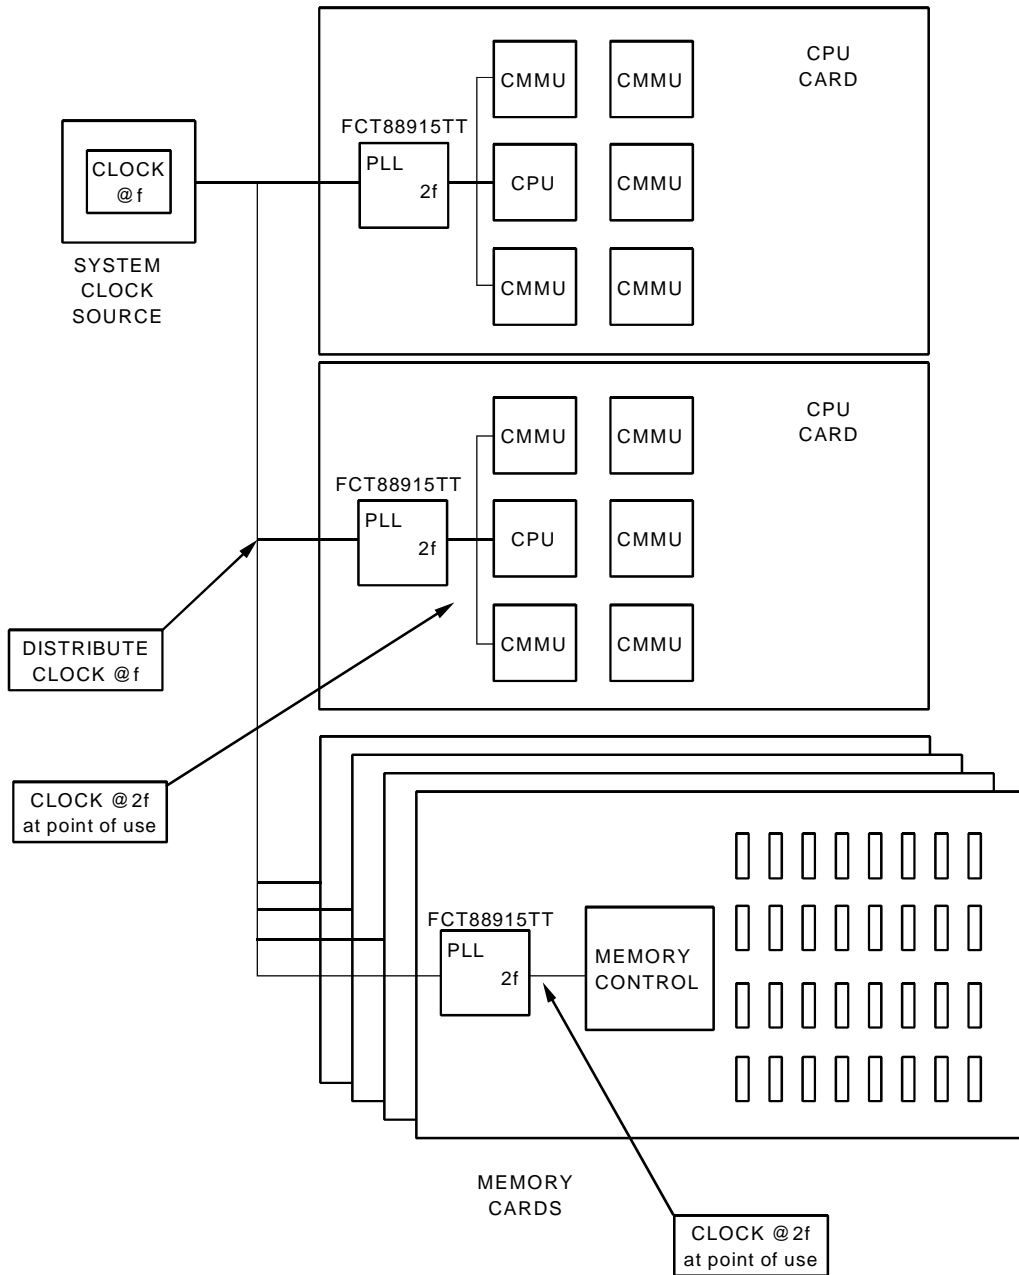 CPU
CARD
CMMU
CMMU
FCT88915TT
CLOCK
@f
PLL
2f
CPU
CMMU
SYSTEM
CLOCK
SOURCE
CMMU
CMMU
CPU
CARD
CMMU
CMMU
FCT88915TT
PLL
2f
CPU
CMMU
DISTRIBUTE
CLOCK @f
CMMU
CMMU
CLOCK @2f
at point of use
FCT88915TT
PLL
2f
MEMORY
CONTROL
MEMORY
CARDS
CLOCK @2f
at point of use